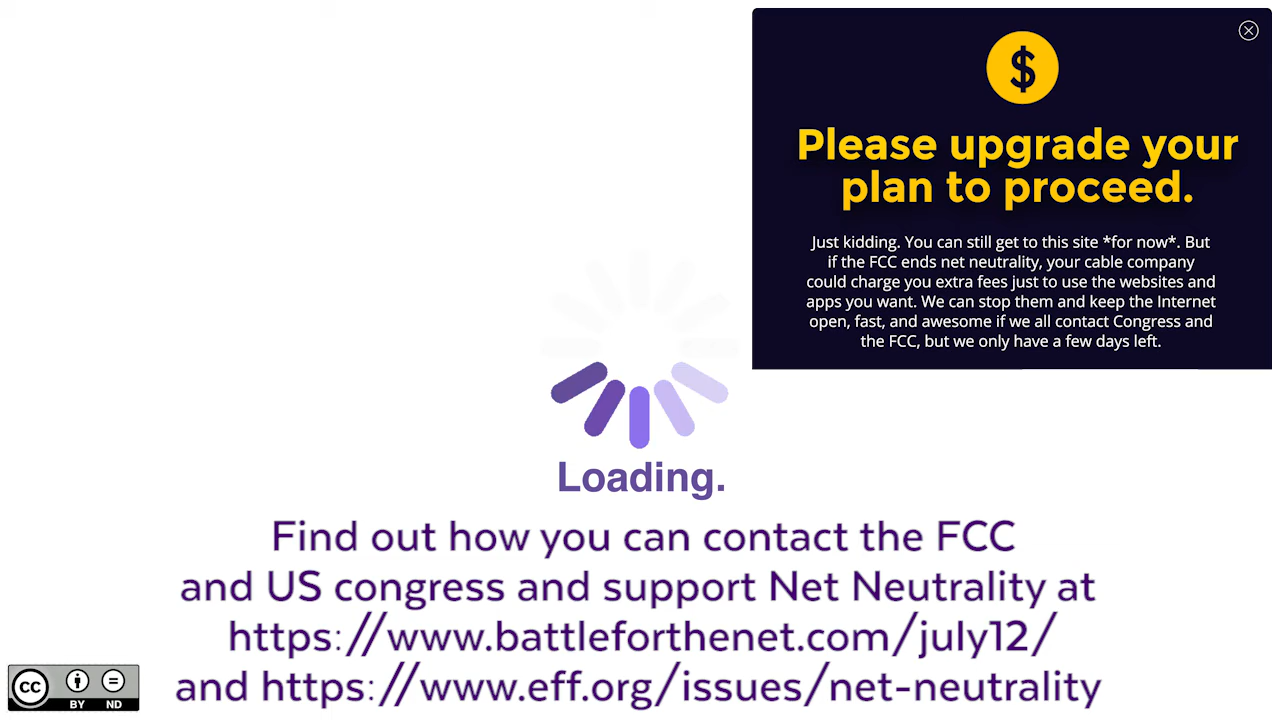 $
Please upgrade your
plan to proceed.
Just kidding. You can still get to this site *for now*. But
if the FCC ends net neutrality, your cable company
could charge you extra fees just to use the websites and
apps you want. We can stop them and keep the Internet
open, fast, and awesome if we all contact Congress and
the FCC, but we only have a few days left.
Loading.
Find out how you can contact the FCC
and US congress and support Net Neutrality at
https://www.battleforthenet.com/july12/
and https://www.eff.org/issues/net-neutrality
CC = BY ND